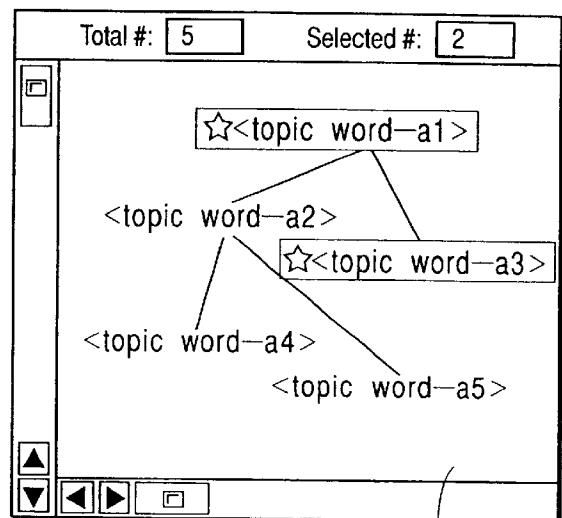 Total #: 5 Selected #: 2
☆<topic word—a1>
<topic word—a2>
☆<topic word—a3>
<topic word—a4>
<topic word—a5>